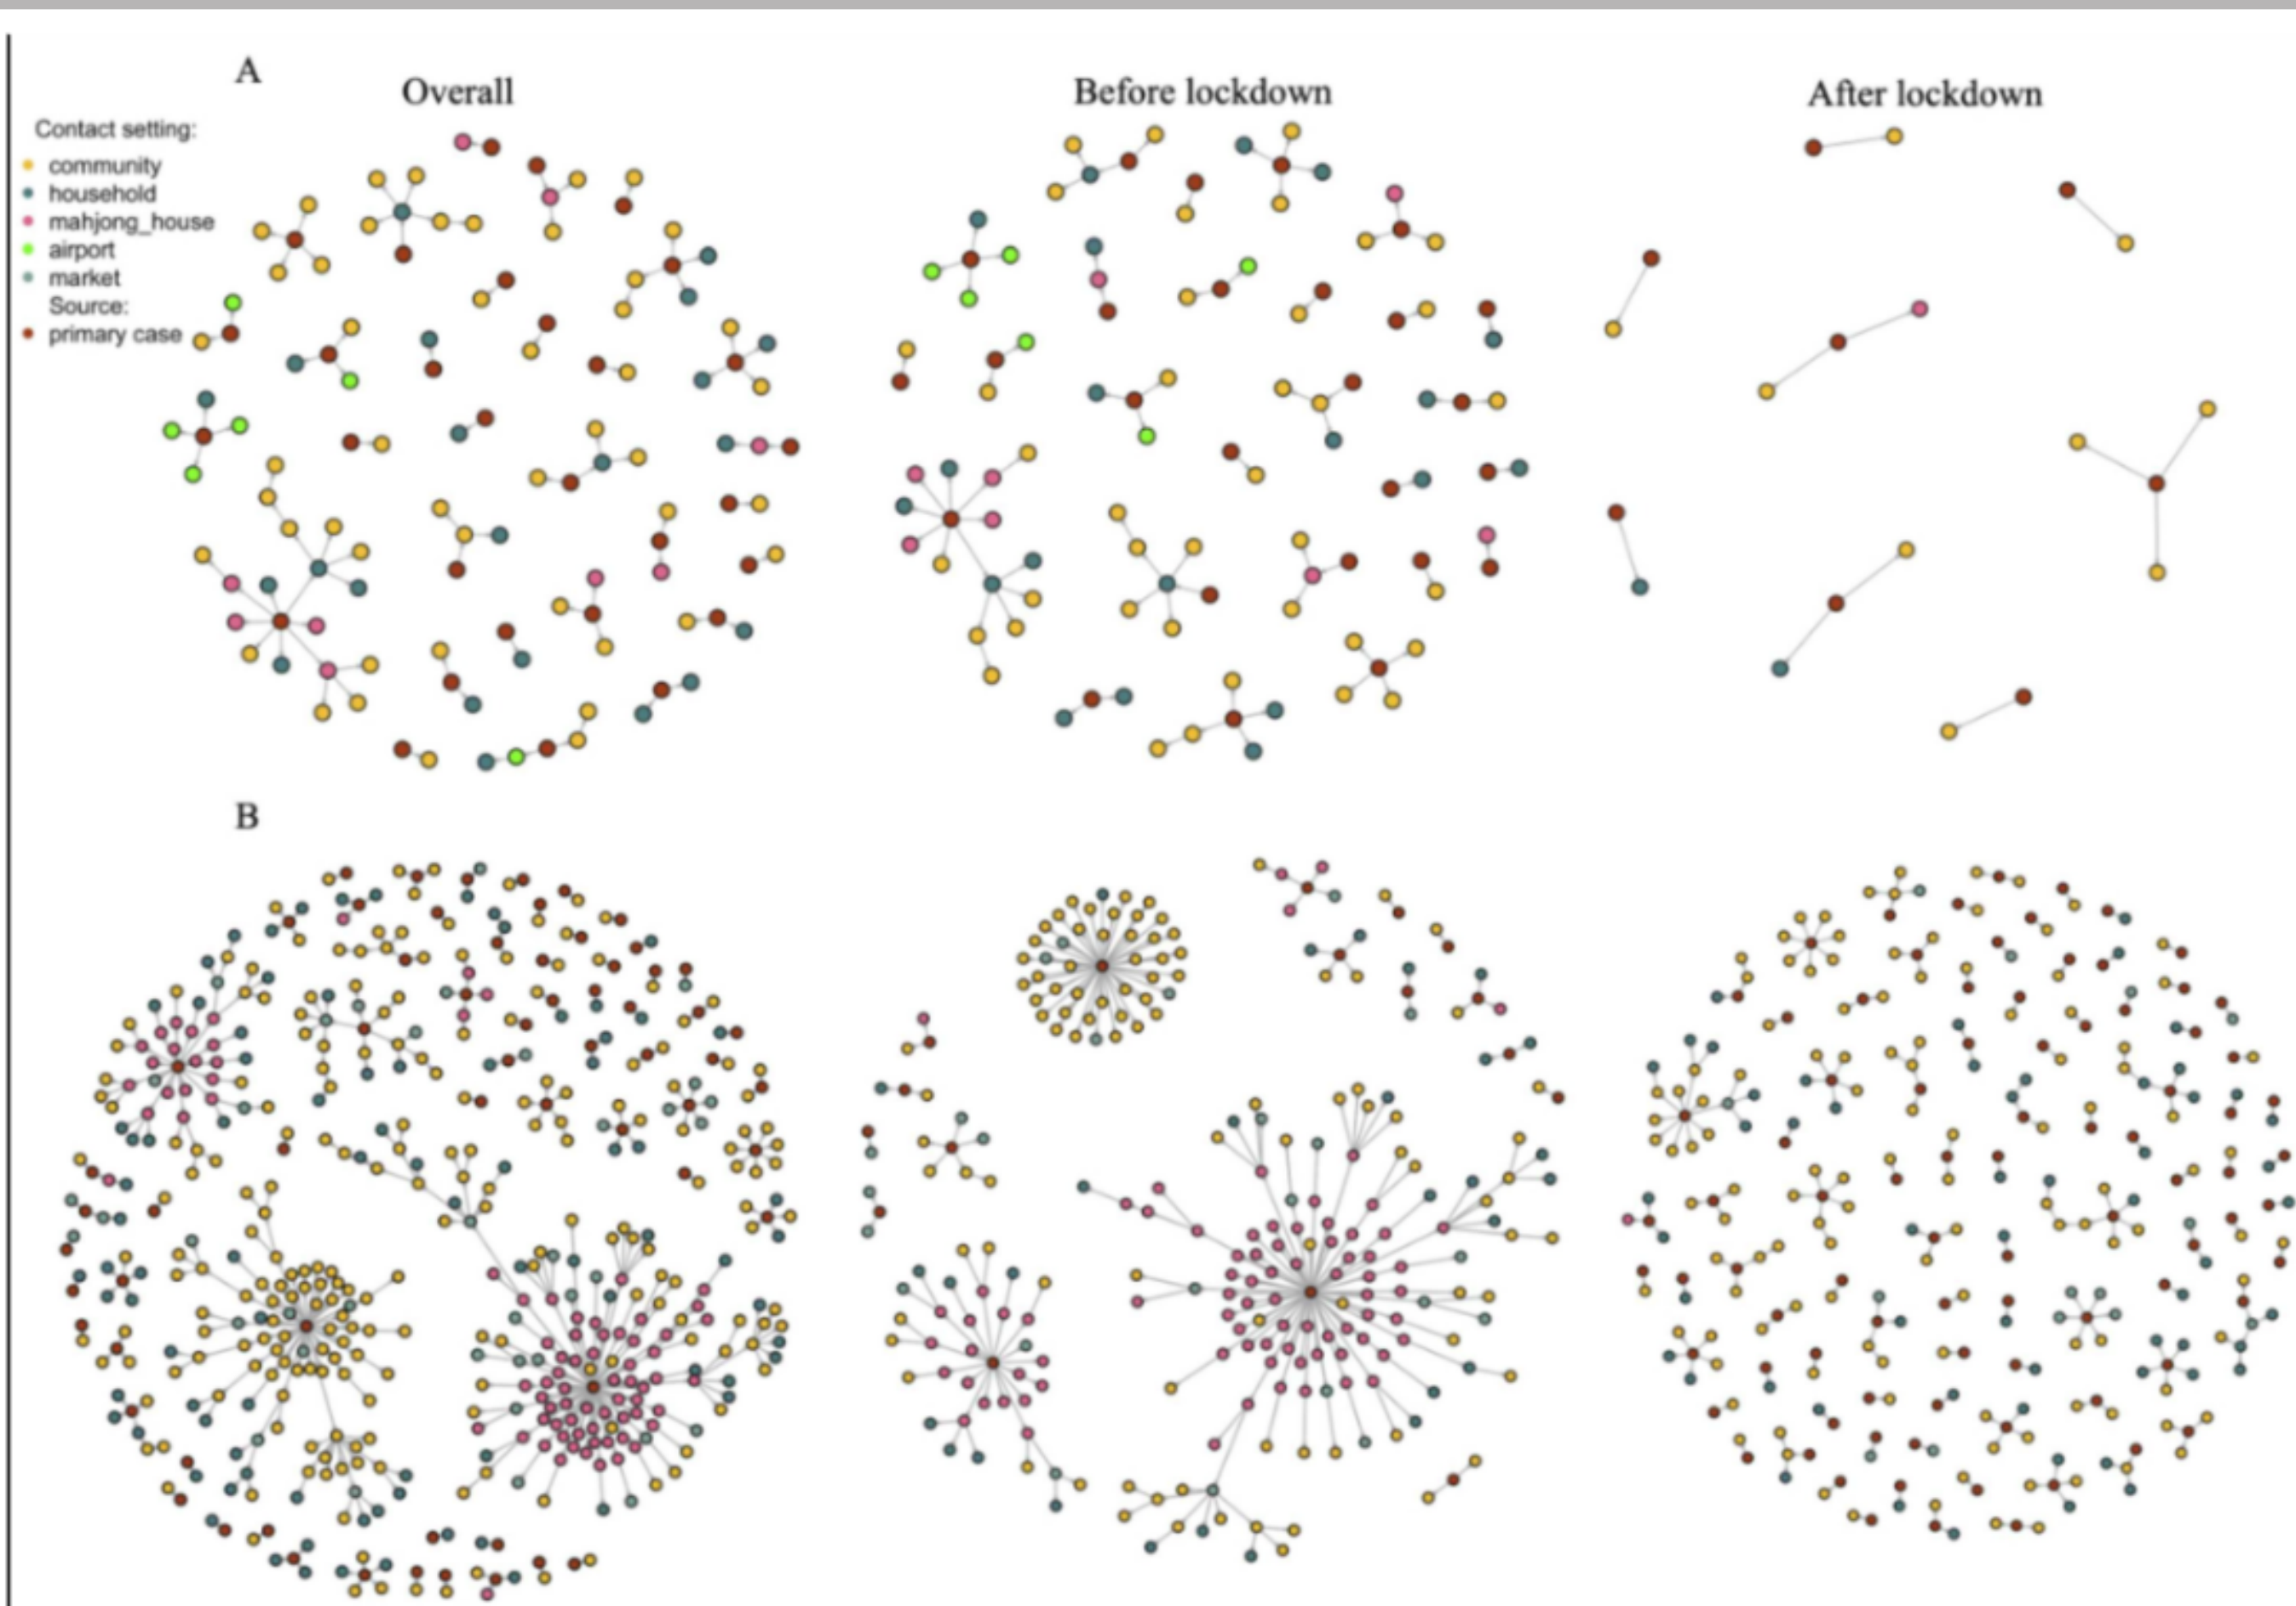 A
Overall
Before lockdown
After lockdown
Contact setting:
community
household
mahjong_house
airport
market
Source:
primary case
B